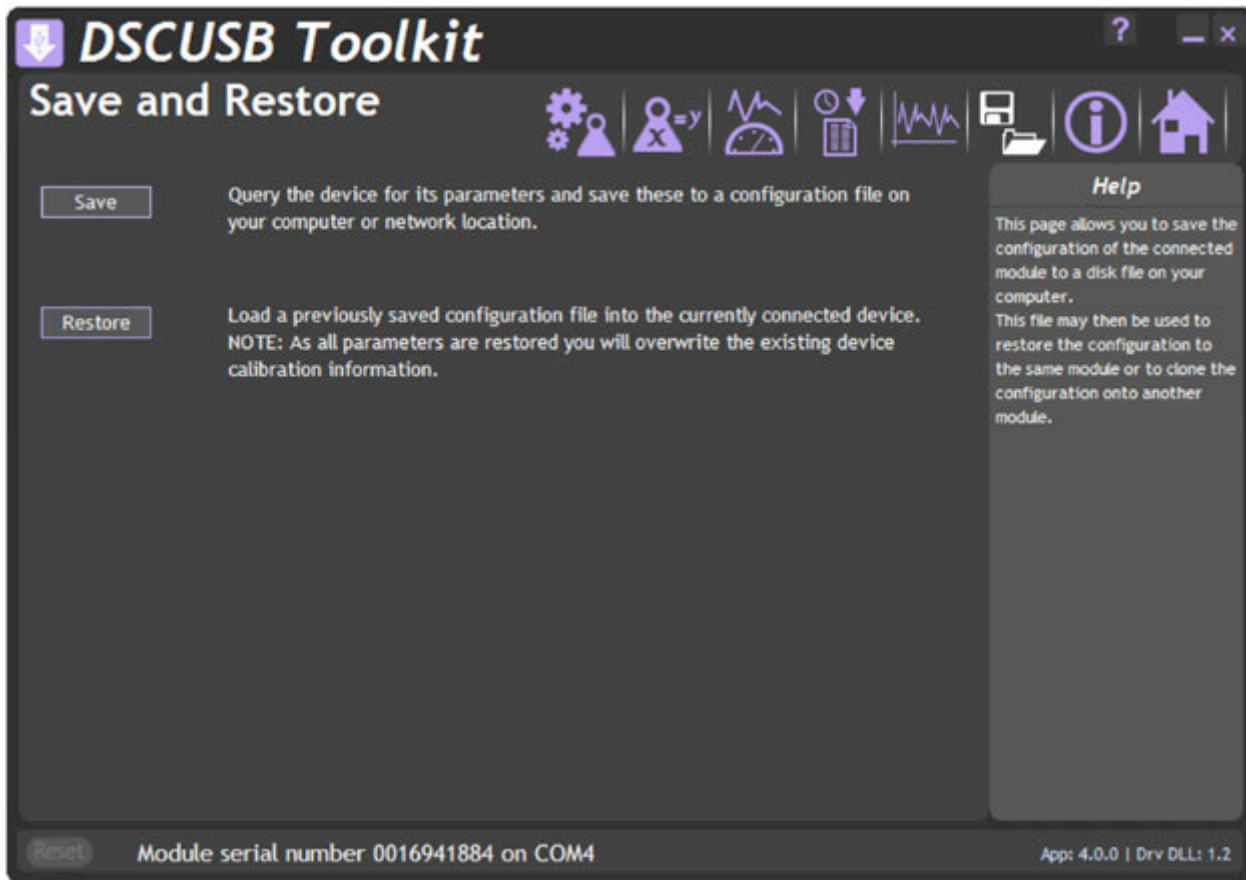 DSCUSB Toolkit
?
Save and Restore
x
=y
Save
Query the device for its parameters and save these to a configuration file on
your computer or network location.
Restore
Load a previously saved configuration file into the currently connected device.
NOTE: As all parameters are restored you will overwrite the existing device
calibration information.
Help
This page allows you to save the
configuration of the connected
module to a disk file on your
computer.
This file may then be used to
restore the configuration to
the same module or to clone the
configuration onto another
module.
Reset
Module serial number 0016941884 on COM4
App: 4.0.0 | Drv DLL: 1.2